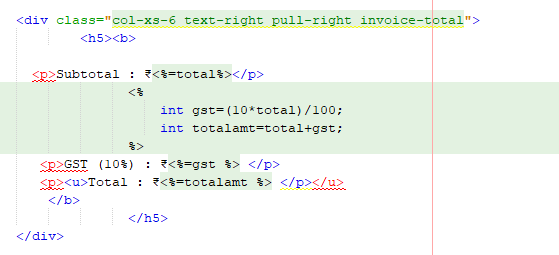 <div class="col-xs-6 text-right pull-right invoice-total">
<h5><b>
<p>Subtotal : ₹<%=total%></p>
<%
int gst=(10*total)/100;
int totalamt=total+gst;
%>
<p>GST (10%) : ₹<%=gst %> </p>
<p><u>Total : ₹<%=totalamt %> </p></u>
</b>
</h5>
</div>